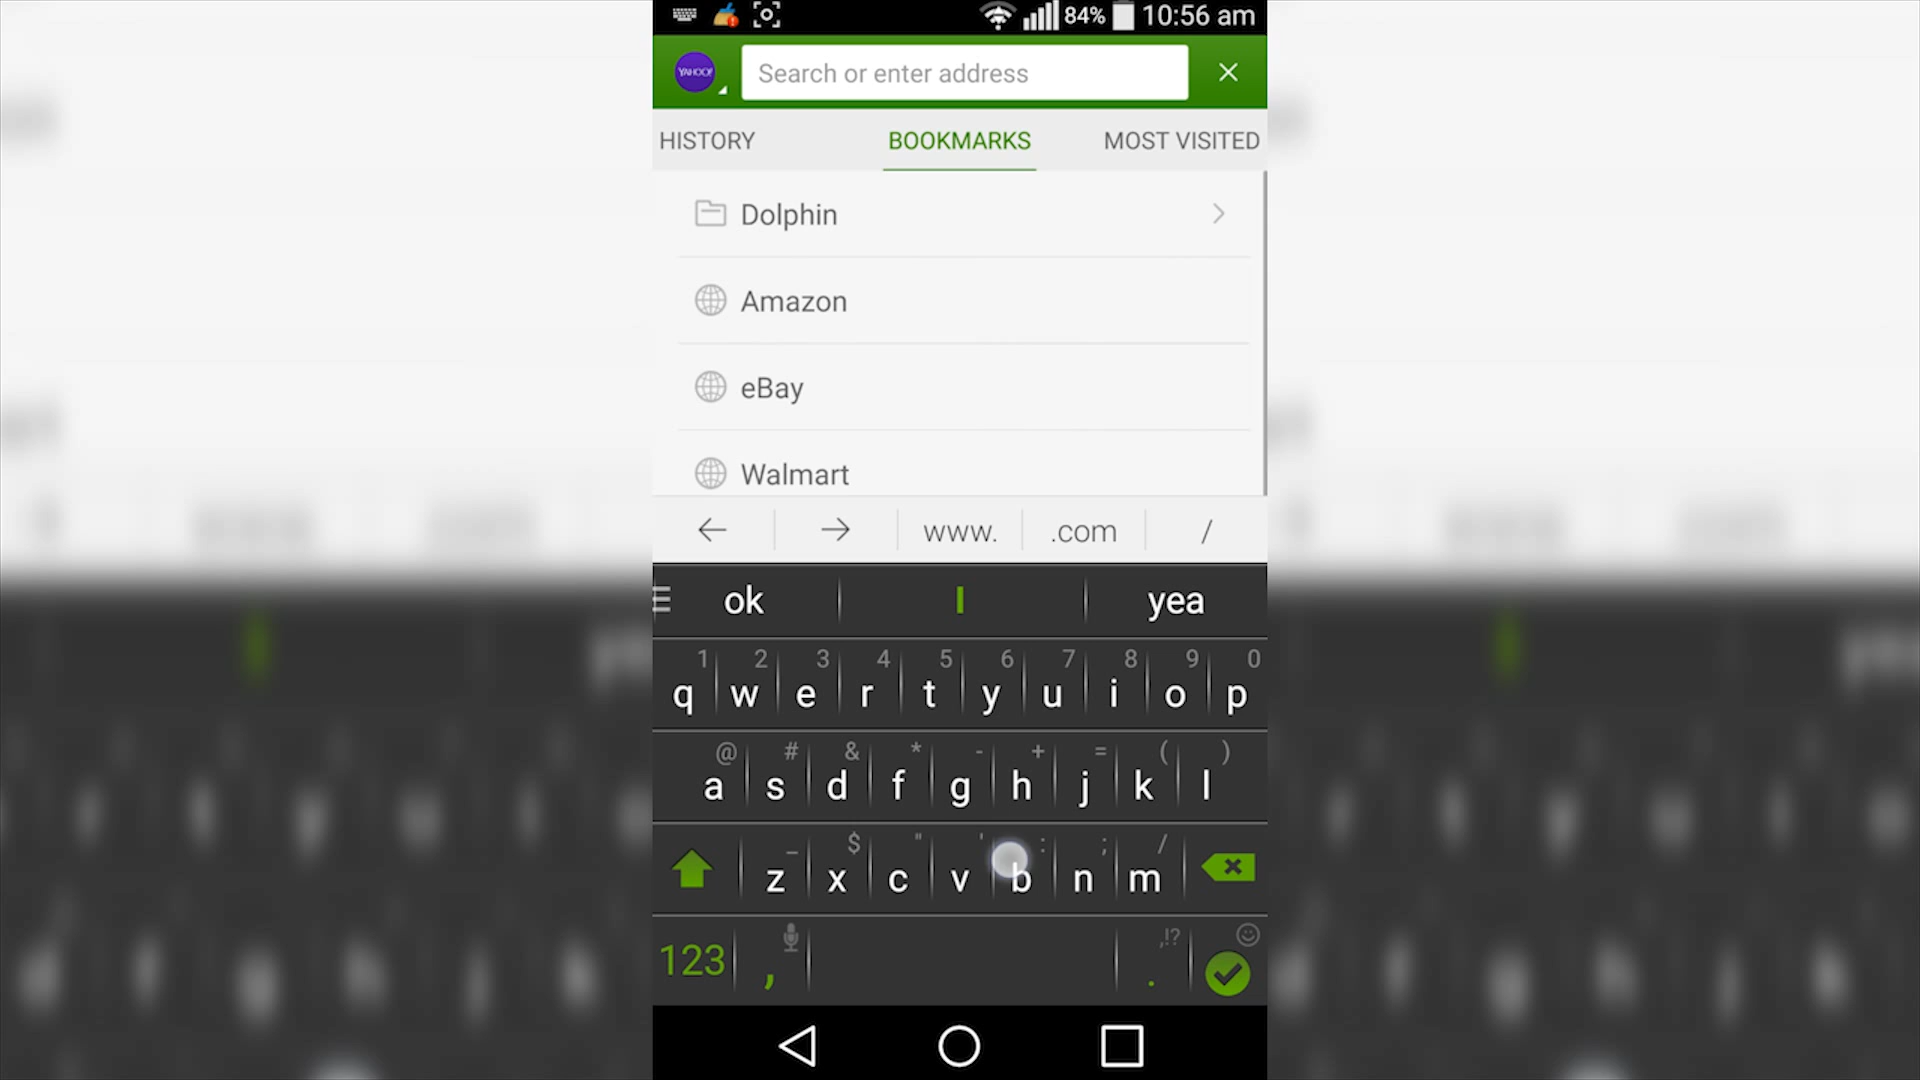 84% 10:56 am
YAHOO! Search or enter address
HISTORY BOOKMARKS MOST VISITED
Dolphin
Amazon
eBay
Walmart
www. .com /
ok I yea
1 2 3 4 5 6 7 8 9 0
q w e r t y u i o p
@ # & * - + = ( )
a s d f g h j k l
_ $ " ' : ; /
z x c v b n m
,!?
123 , .